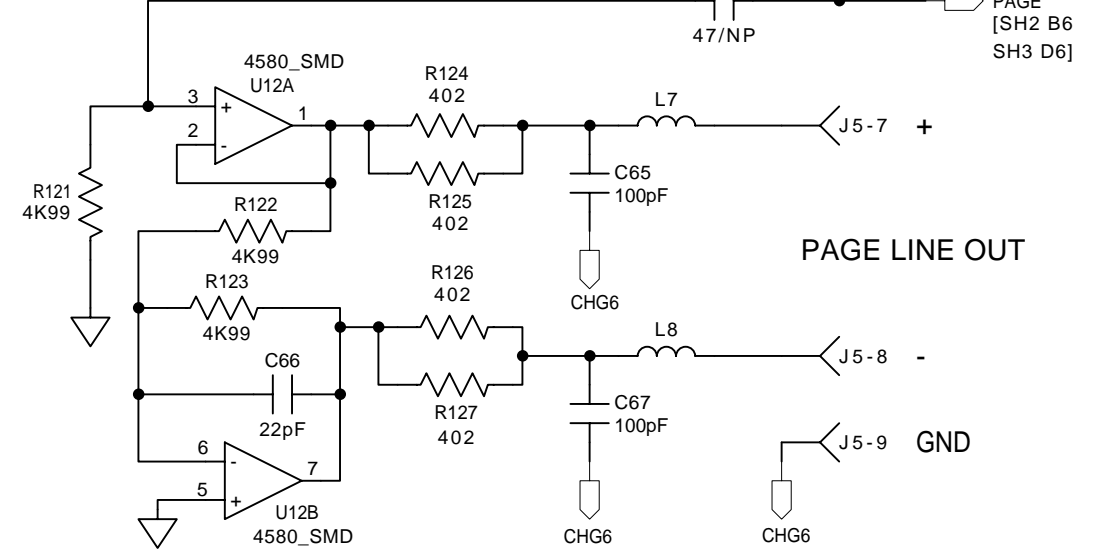 PAGE
[SH2 B6
SH3 D6]
47/NP
4580_SMD
U12A
3
+
1
2
-
R124
402
R125
402
L7
J5-7
+
C65
100pF
CHG6
R121
4K99
R122
4K99
PAGE LINE OUT
R123
4K99
R126
402
R127
402
L8
J5-8
-
C66
22pF
C67
100pF
J5-9
GND
6
-
7
5
+
U12B
4580_SMD
CHG6
CHG6